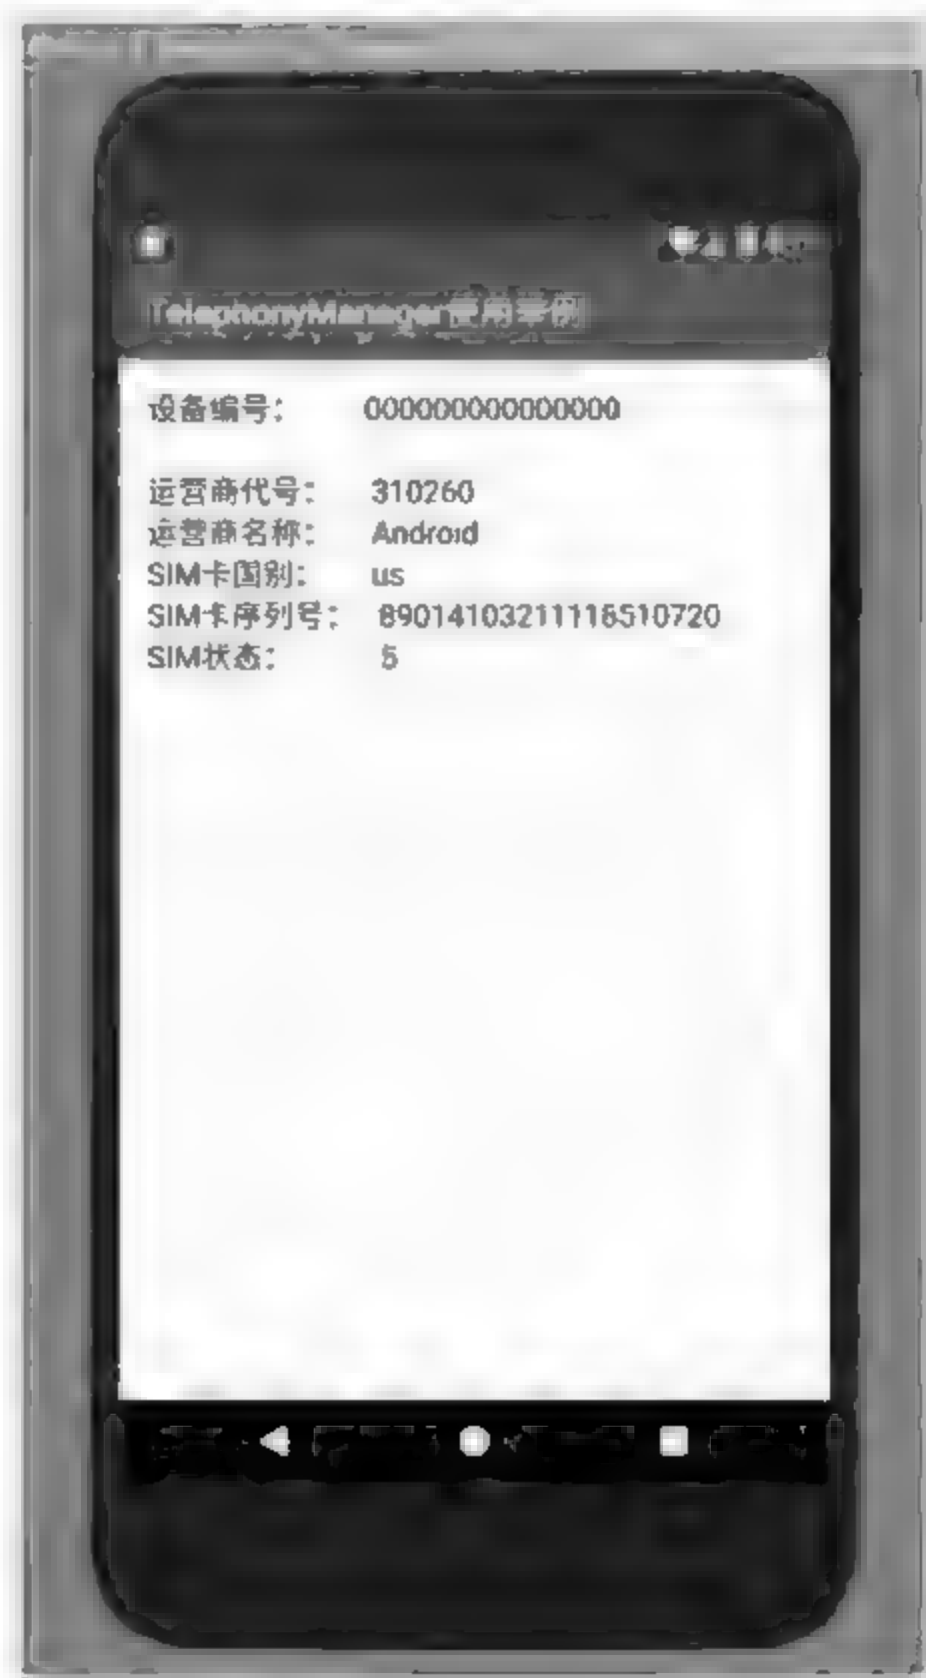 TelephonyManager使用举例
设备编号： 000000000000000
运营商代号： 310260
运营商名称： Android
SIM卡国别： us
SIM卡序列号： 89014103211118510720
SIM状态： 5